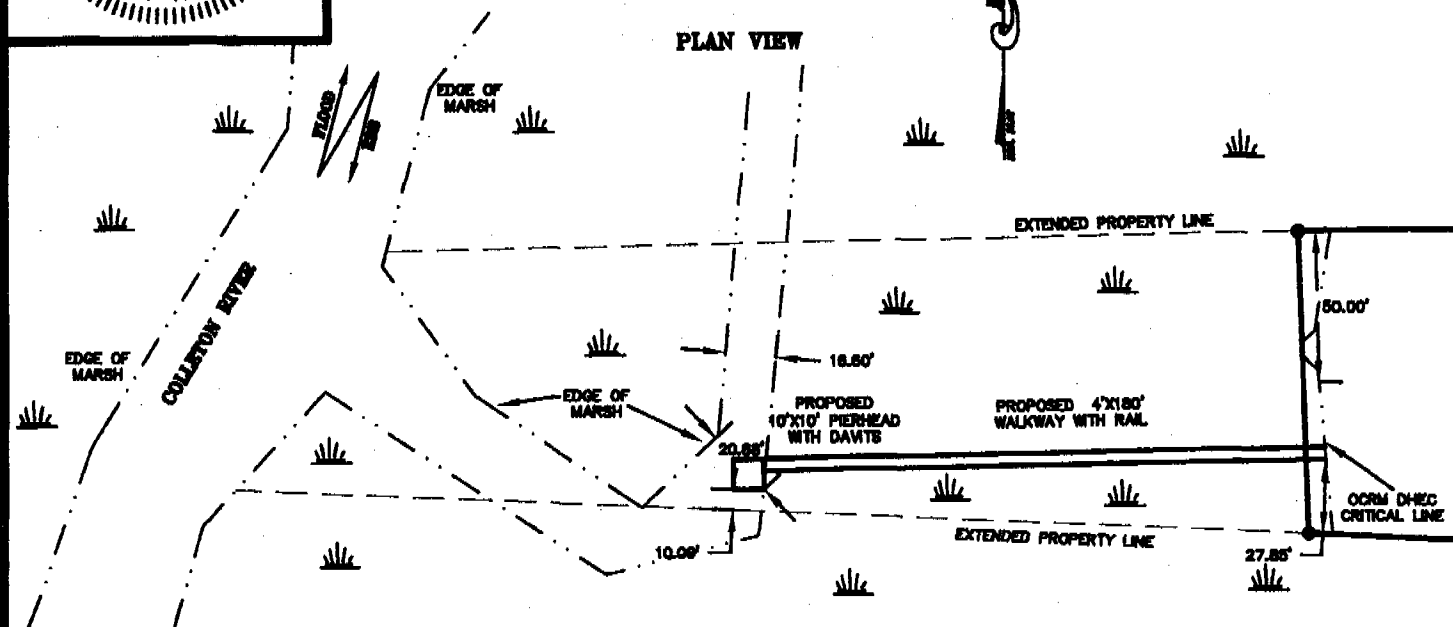 PLAN VIEW
EDGE OF
MARSH
FLOOD
EBB
EXTENDED PROPERTY LINE
COLLETON RIVER
50.00'
EDGE OF
MARSH
16.60'
EDGE OF
MARSH
PROPOSED
10'X10' PIERHEAD
WITH DAVITS
PROPOSED 4'X180'
WALKWAY WITH RAIL
20.68'
OCRM DHEC
CRITICAL LINE
EXTENDED PROPERTY LINE
10.09'
27.85'